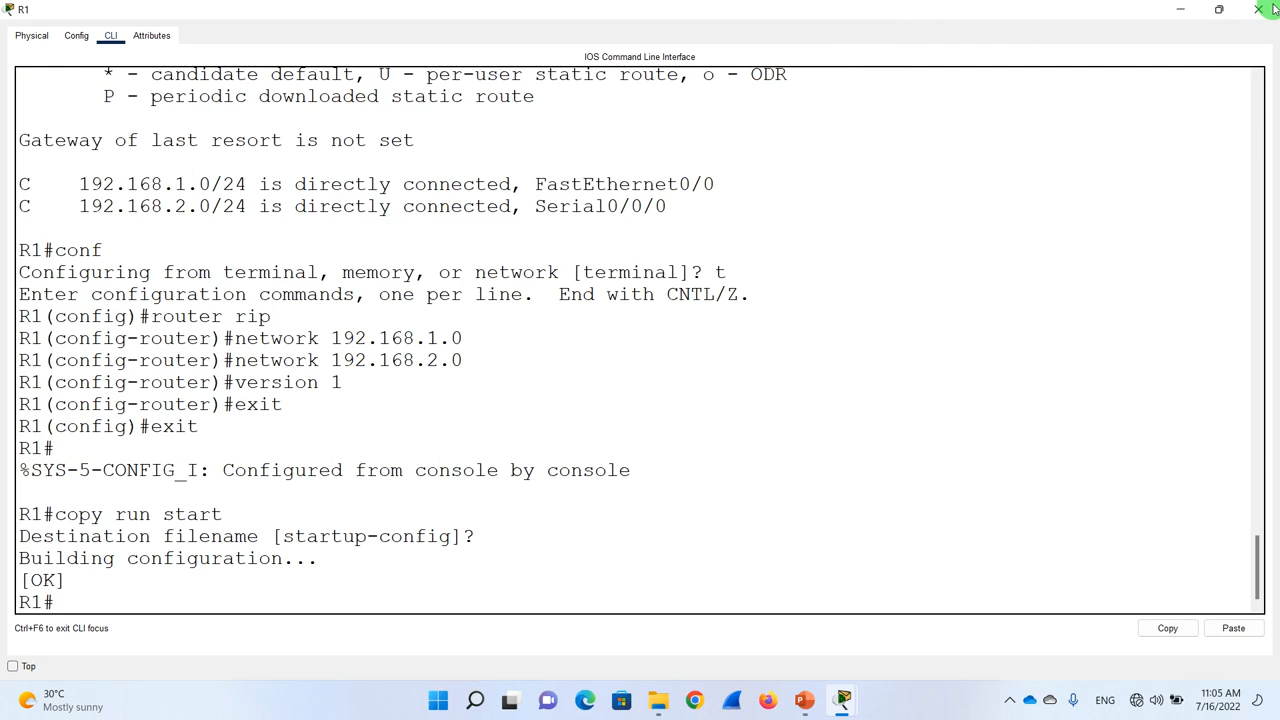 R1
Physical Config CLI Attributes
IOS Command Line Interface
* - candidate default, U - per-user static route, o - ODR
P - periodic downloaded static route
Gateway of last resort is not set
C 192.168.1.0/24 is directly connected, FastEthernet0/0
C 192.168.2.0/24 is directly connected, Serial0/0/0
R1#conf
Configuring from terminal, memory, or network [terminal]? t
Enter configuration commands, one per line. End with CNTL/Z.
R1(config)#router rip
R1(config-router)#network 192.168.1.0
R1(config-router)#network 192.168.2.0
R1(config-router)#version 1
R1(config-router)#exit
R1(config)#exit
R1#
%SYS-5-CONFIG_I: Configured from console by console
R1#copy run start
Destination filename [startup-config]?
Building configuration...
[OK]
R1#
Ctrl+F6 to exit CLI focus
Copy Paste
Top
30°C
Mostly sunny
ENG
11:05 AM
7/16/2022